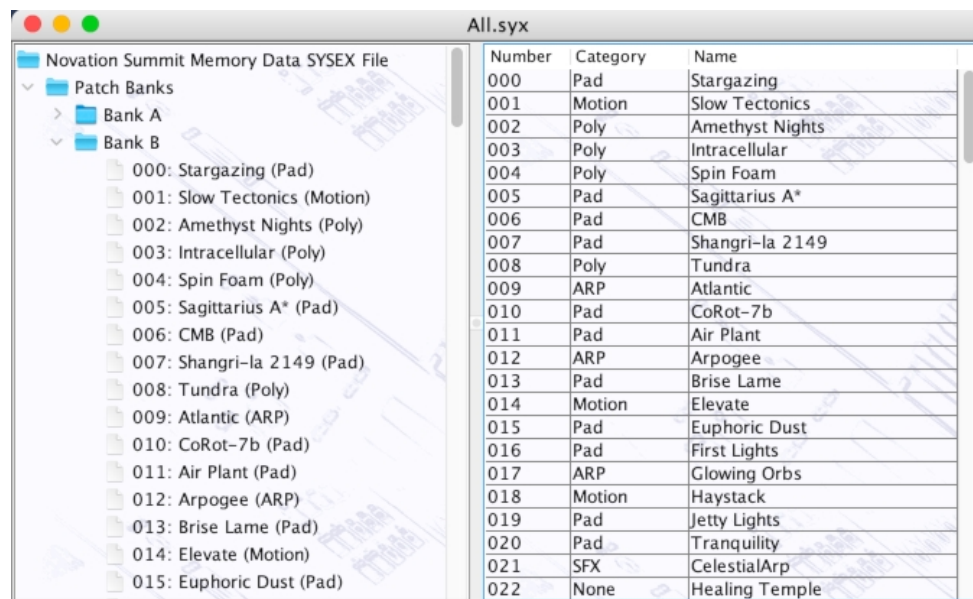 All.syx
Novation Summit Memory Data SYSEX File
Patch Banks
Bank A
Bank B
000: Stargazing (Pad)
001: Slow Tectonics (Motion)
002: Amethyst Nights (Poly)
003: Intracellular (Poly)
004: Spin Foam (Poly)
005: Sagittarius A* (Pad)
006: CMB (Pad)
007: Shangri-la 2149 (Pad)
008: Tundra (Poly)
009: Atlantic (ARP)
010: CoRot-7b (Pad)
011: Air Plant (Pad)
012: Arpogee (ARP)
013: Brise Lame (Pad)
014: Elevate (Motion)
015: Euphoric Dust (Pad)
Number Category Name
000 Pad Stargazing
001 Motion Slow Tectonics
002 Poly Amethyst Nights
003 Poly Intracellular
004 Poly Spin Foam
005 Pad Sagittarius A*
006 Pad CMB
007 Pad Shangri-la 2149
008 Poly Tundra
009 ARP Atlantic
010 Pad CoRot-7b
011 Pad Air Plant
012 ARP Arpogee
013 Pad Brise Lame
014 Motion Elevate
015 Pad Euphoric Dust
016 Pad First Lights
017 ARP Glowing Orbs
018 Motion Haystack
019 Pad Jetty Lights
020 Pad Tranquility
021 SFX CelestialArp
022 None Healing Temple